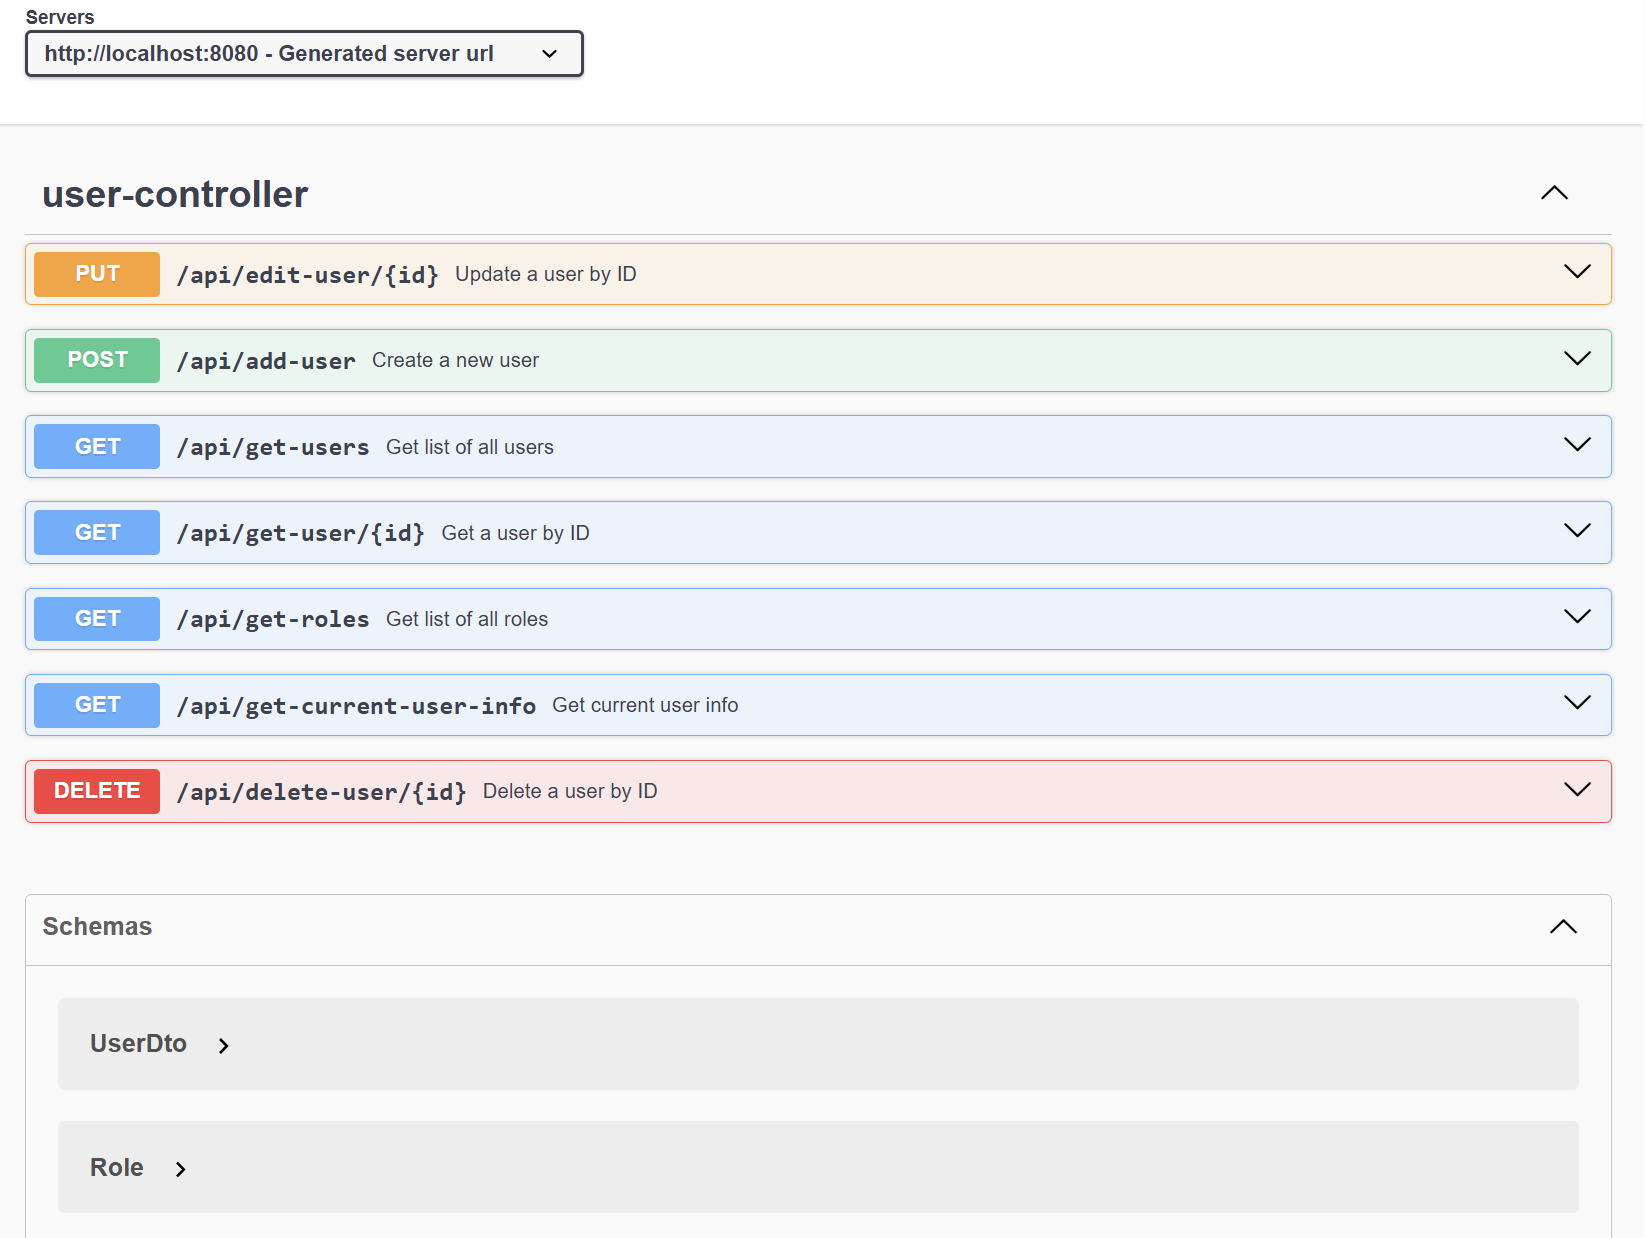 Servers
http://localhost:8080 - Generated server url
user-controller
PUT /api/edit-user/{id} Update a user by ID
POST /api/add-user Create a new user
GET /api/get-users Get list of all users
GET /api/get-user/{id} Get a user by ID
GET /api/get-roles Get list of all roles
GET /api/get-current-user-info Get current user info
DELETE /api/delete-user/{id} Delete a user by ID
Schemas
UserDto
Role